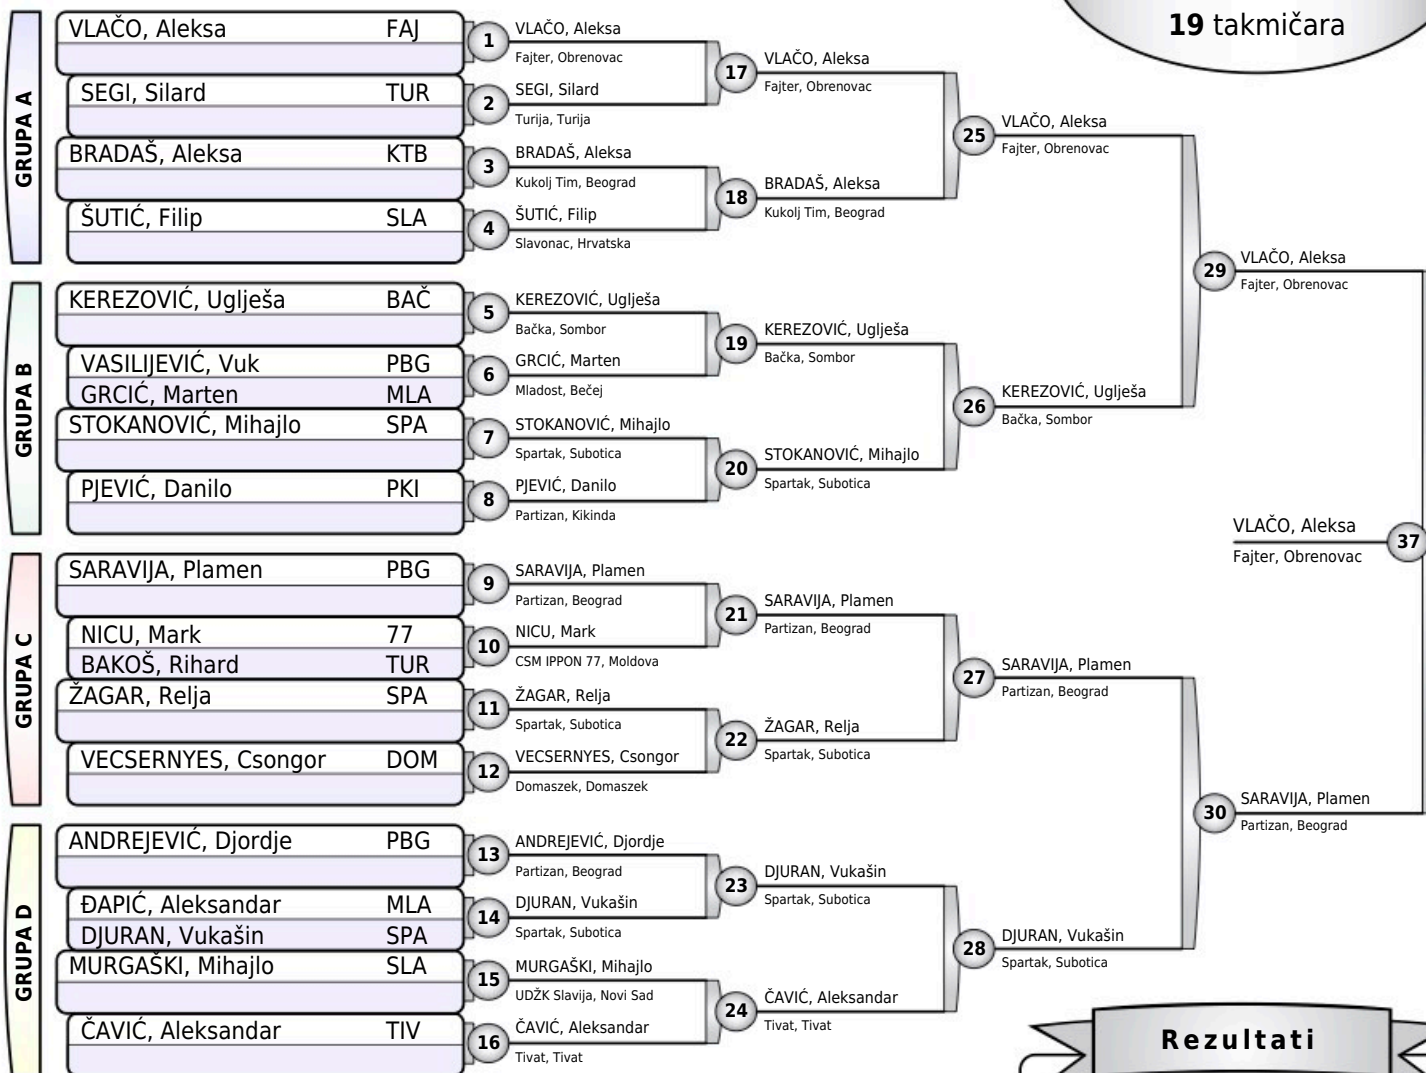 19 takmičara
GRUPA A
VLAČO, Aleksa FAJ
SEGI, Silard TUR
BRADAŠ, Aleksa KTB
ŠUTIĆ, Filip SLA
GRUPA B
KEREZOVIĆ, Uglješa BAČ
VASILIJEVIĆ, Vuk PBG
GRCIĆ, Marten MLA
STOKANOVIĆ, Mihajlo SPA
PJEVIĆ, Danilo PKI
GRUPA C
SARAVIJA, Plamen PBG
NICU, Mark 77
BAKOŠ, Rihard TUR
ŽAGAR, Relja SPA
VECSERNYES, Csongor DOM
GRUPA D
ANDREJEVIĆ, Djordje PBG
ĐAPIĆ, Aleksandar MLA
DJURAN, Vukašin SPA
MURGAŠKI, Mihajlo SLA
ČAVIĆ, Aleksandar TIV
1 VLAČO, Aleksa
Fajter, Obrenovac
2 SEGI, Silard
Turija, Turija
3 BRADAŠ, Aleksa
Kukolj Tim, Beograd
4 ŠUTIĆ, Filip
Slavonac, Hrvatska
5 KEREZOVIĆ, Uglješa
Bačka, Sombor
6 GRCIĆ, Marten
Mladost, Bečej
7 STOKANOVIĆ, Mihajlo
Spartak, Subotica
8 PJEVIĆ, Danilo
Partizan, Kikinda
9 SARAVIJA, Plamen
Partizan, Beograd
10 NICU, Mark
CSM IPPON 77, Moldova
11 ŽAGAR, Relja
Spartak, Subotica
12 VECSERNYES, Csongor
Domaszek, Domaszek
13 ANDREJEVIĆ, Djordje
Partizan, Beograd
14 DJURAN, Vukašin
Spartak, Subotica
15 MURGAŠKI, Mihajlo
UDŽK Slavija, Novi Sad
16 ČAVIĆ, Aleksandar
Tivat, Tivat
17 VLAČO, Aleksa
Fajter, Obrenovac
18 BRADAŠ, Aleksa
Kukolj Tim, Beograd
19 KEREZOVIĆ, Uglješa
Bačka, Sombor
20 STOKANOVIĆ, Mihajlo
Spartak, Subotica
21 SARAVIJA, Plamen
Partizan, Beograd
22 ŽAGAR, Relja
Spartak, Subotica
23 DJURAN, Vukašin
Spartak, Subotica
24 ČAVIĆ, Aleksandar
Tivat, Tivat
25 VLAČO, Aleksa
Fajter, Obrenovac
26 KEREZOVIĆ, Uglješa
Bačka, Sombor
27 SARAVIJA, Plamen
Partizan, Beograd
28 DJURAN, Vukašin
Spartak, Subotica
29 VLAČO, Aleksa
Fajter, Obrenovac
30 SARAVIJA, Plamen
Partizan, Beograd
VLAČO, Aleksa 37
Fajter, Obrenovac
Rezultati